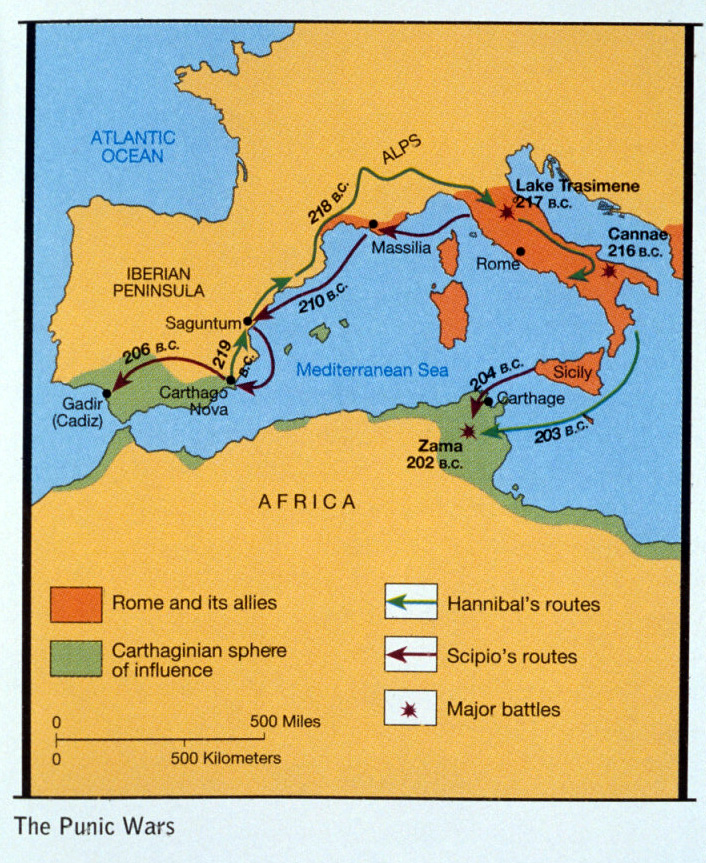 ATLANTIC
OCEAN
ALPS
218 B.C.
Lake Trasimene
217 B.C.
Cannae
216 B.C.
Massilia
Rome
IBERIAN
PENINSULA
210 B.C.
Saguntum
206 B.C.
219
B.C.
Mediterranean Sea
204 B.C.
Sicily
Carthago
Nova
Gadir
(Cadiz)
Carthage
203 B.C.
Zama
202 B.C.
AFRICA
Rome and its allies
Carthaginian sphere
of influence
Hannibal's routes
Scipio's routes
Major battles
0 500 Miles
0 500 Kilometers
The Punic Wars